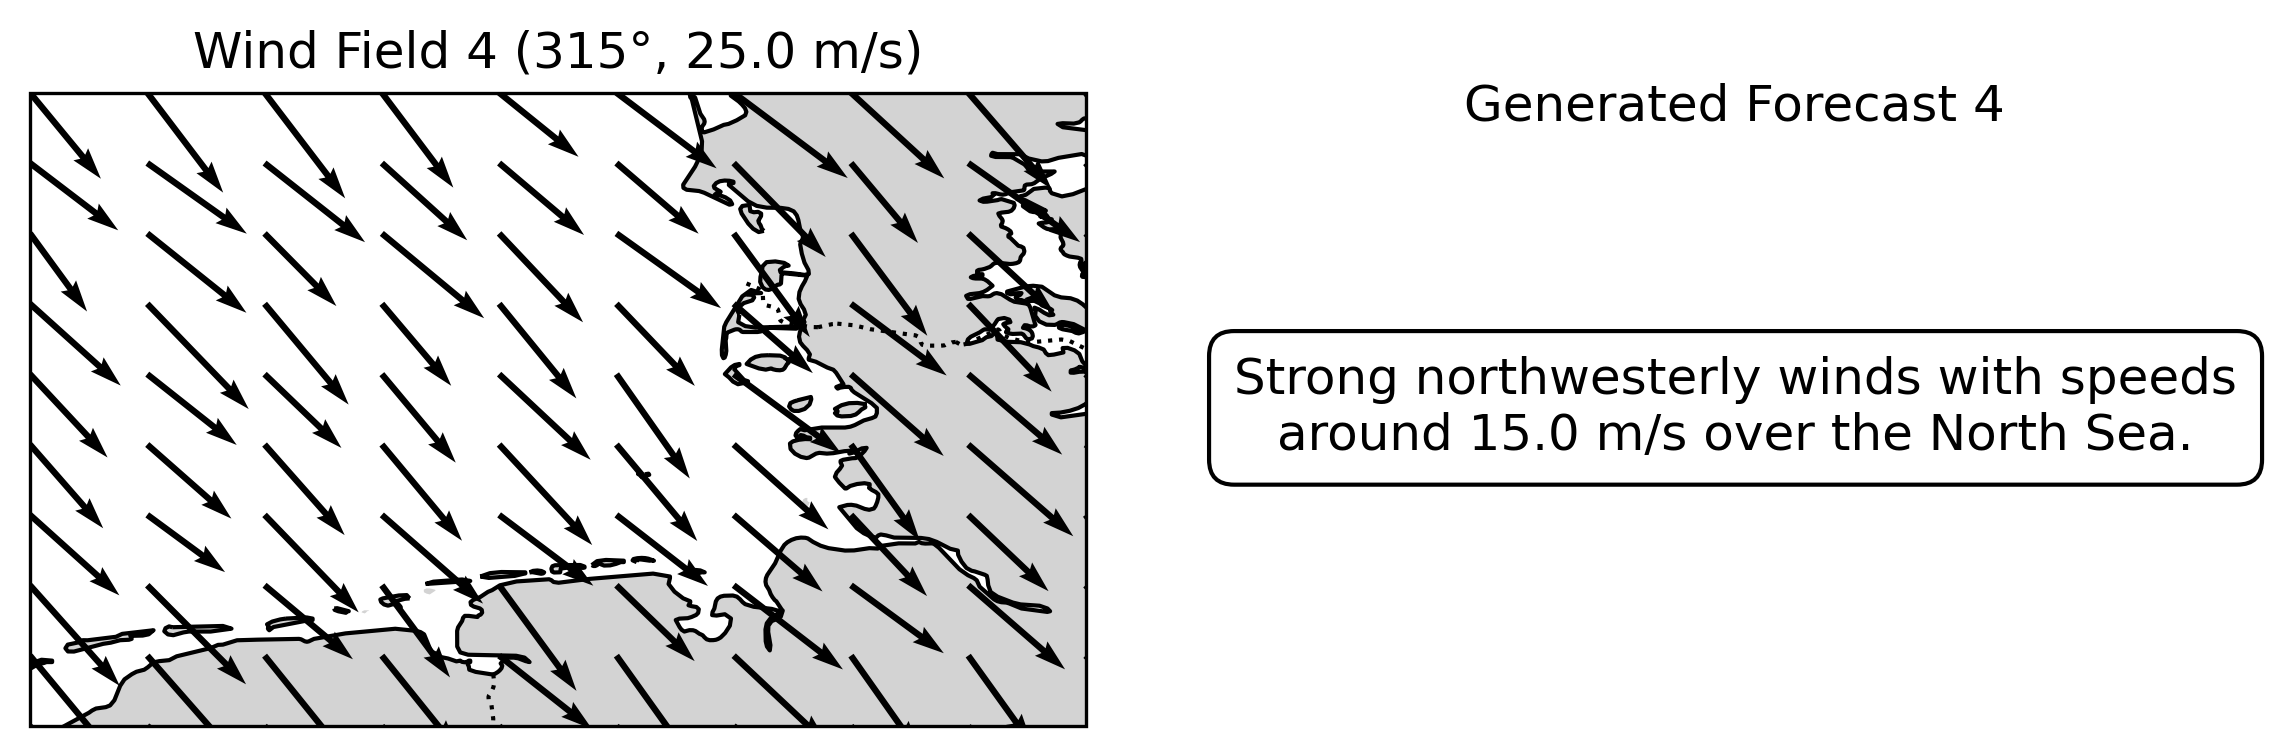 Wind Field 4 (315°, 25.0 m/s)
Generated Forecast 4
Strong northwesterly winds with speeds
around 15.0 m/s over the North Sea.